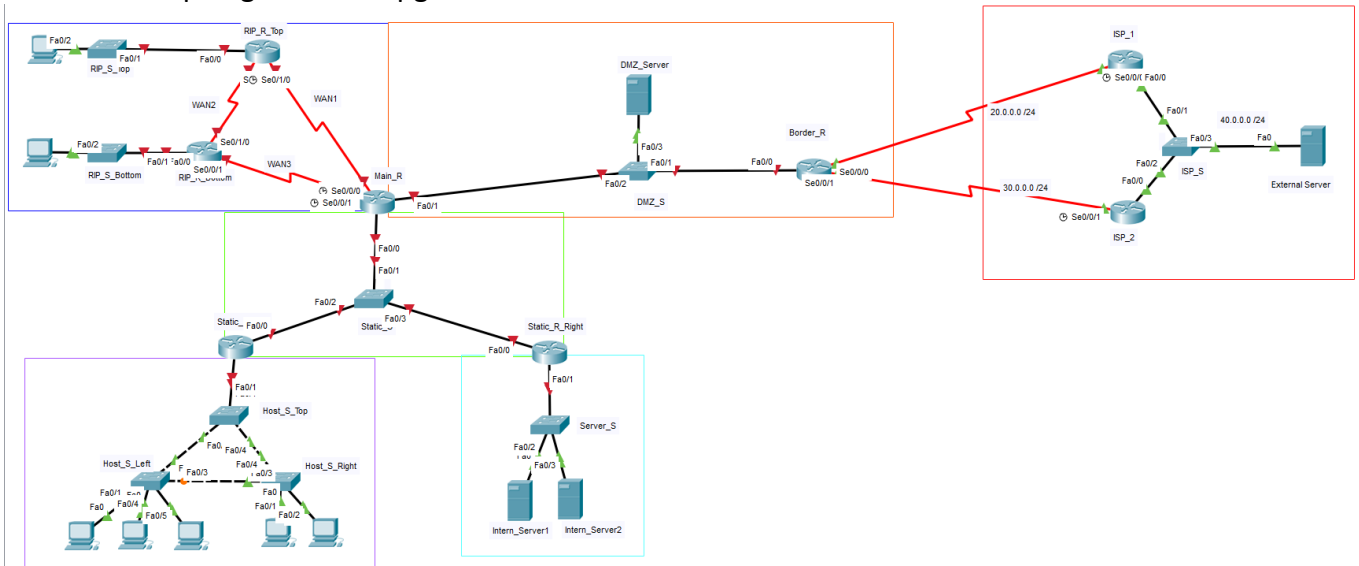 RIP_R_Top
Fa0/2
Fa0/1
Fa0/0
RIP_S_Top
Se0/1/0
WAN2
WAN1
Fa0/2
Fa0/1
Fa0/0
Se0/1/0
Se0/0/1
RIP_S_Bottom
WAN3
Main_R
Se0/0/0
Se0/0/1
Fa0/1
Fa0/0
Fa0/1
DMZ_Server
Fa0/3
Fa0/1
Fa0/2
DMZ_S
Border_R
Fa0/0
Se0/0/0
Se0/0/1
20.0.0.0 /24
30.0.0.0 /24
ISP_1
Fa0/0
Fa0/1
40.0.0.0 /24
Fa0/3
Fa0
Fa0/2
Fa0/0
ISP_S
External Server
Se0/0/1
ISP_2
Fa0/2
Fa0/3
Fa0/0
Static_R_Right
Fa0/0
Fa0/1
Fa0/1
Host_S_Top
Fa0/4
Host_S_Left
Fa0/3
Fa0/4
Fa0/3
Host_S_Right
Fa0/1
Fa0
Fa0/4
Fa0/5
Fa0
Fa0/1
Fa0/2
Server_S
Fa0/2
Fa0/3
Intern_Server1
Intern_Server2